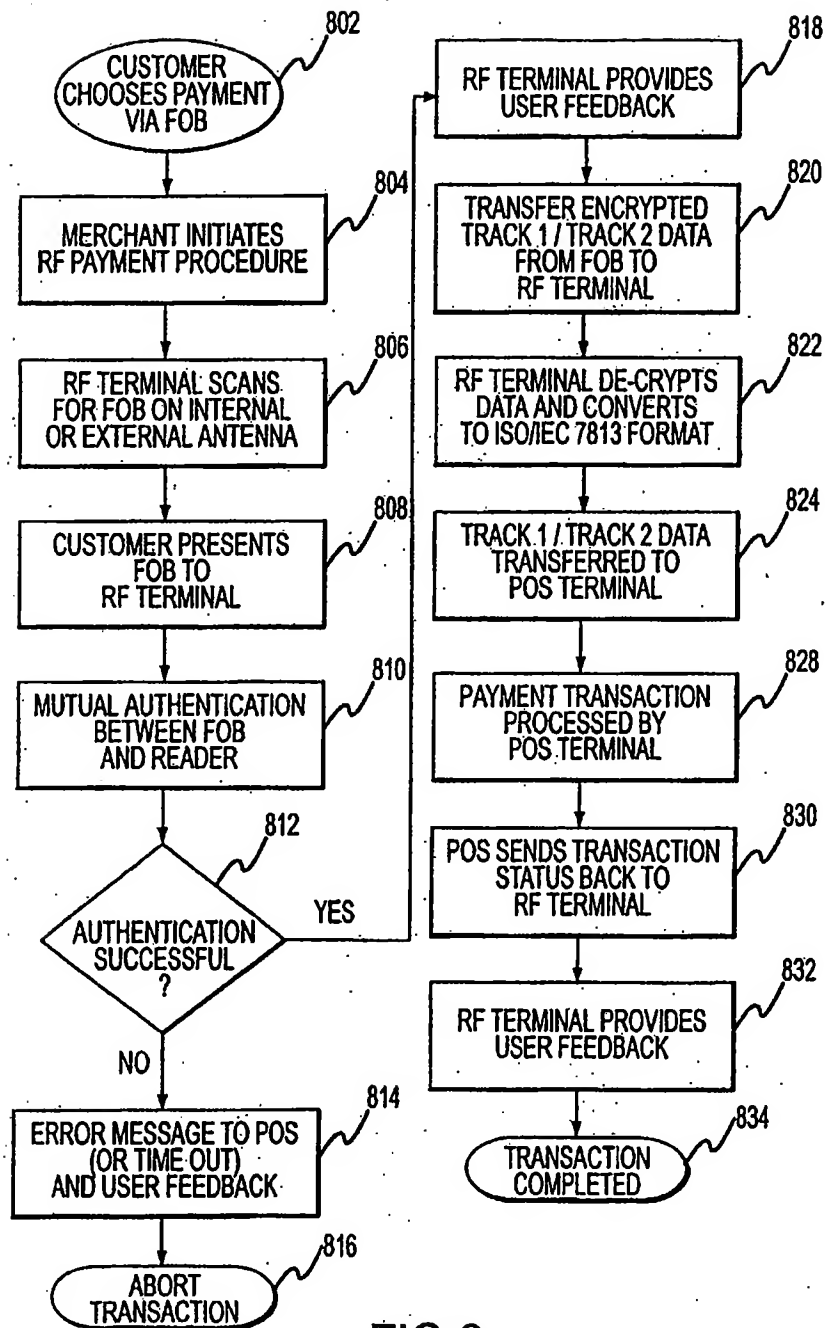 802
CUSTOMER
CHOOSES PAYMENT
VIA FOB
804
MERCHANT INITIATES
RF PAYMENT PROCEDURE
806
RF TERMINAL SCANS
FOR FOB ON INTERNAL
OR EXTERNAL ANTENNA
808
CUSTOMER PRESENTS
FOB TO
RF TERMINAL
810
MUTUAL AUTHENTICATION
BETWEEN FOB
AND READER
812
AUTHENTICATION
SUCCESSFUL
?
YES
NO
814
ERROR MESSAGE TO POS
(OR TIME OUT)
AND USER FEEDBACK
816
ABORT
TRANSACTION
818
RF TERMINAL PROVIDES
USER FEEDBACK
820
TRANSFER ENCRYPTED
TRACK 1 / TRACK 2 DATA
FROM FOB TO
RF TERMINAL
822
RF TERMINAL DE-CRYPTS
DATA AND CONVERTS
TO ISO/IEC 7813 FORMAT
824
TRACK 1 / TRACK 2 DATA
TRANSFERRED TO
POS TERMINAL
828
PAYMENT TRANSACTION
PROCESSED BY
POS TERMINAL
830
POS SENDS TRANSACTION
STATUS BACK TO
RF TERMINAL
832
RF TERMINAL PROVIDES
USER FEEDBACK
834
TRANSACTION
COMPLETED